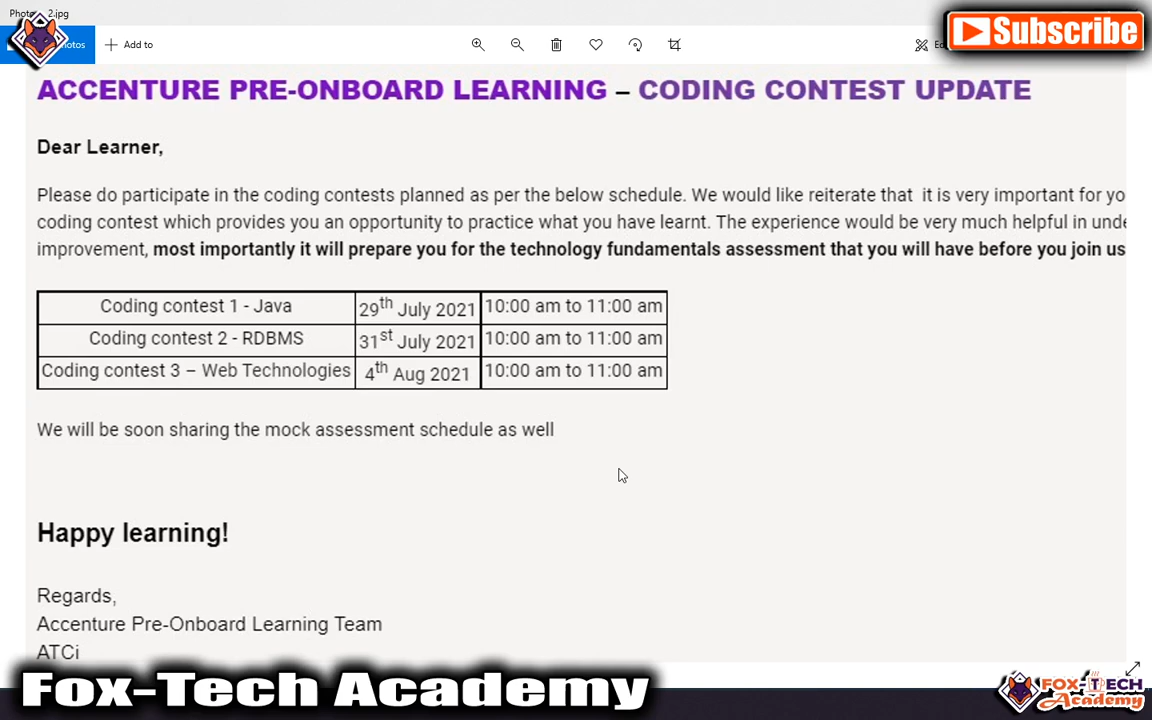 2.jpg
Add to
Subscribe
ACCENTURE PRE-ONBOARD LEARNING – CODING CONTEST UPDATE
Dear Learner,
Please do participate in the coding contests planned as per the below schedule. We would like reiterate that it is very important for
coding contest which provides you an opportunity to practice what you have learnt. The experience would be very much helpful in
improvement, most importantly it will prepare you for the technology fundamentals assessment that you will have before you join us
Coding contest 1 - Java 29th July 2021 10:00 am to 11:00 am
Coding contest 2 - RDBMS 31st July 2021 10:00 am to 11:00 am
Coding contest 3 – Web Technologies 4th Aug 2021 10:00 am to 11:00 am
We will be soon sharing the mock assessment schedule as well
Happy learning!
Regards,
Accenture Pre-Onboard Learning Team
ATCi
Fox-Tech Academy
FOX-TECH
Academy